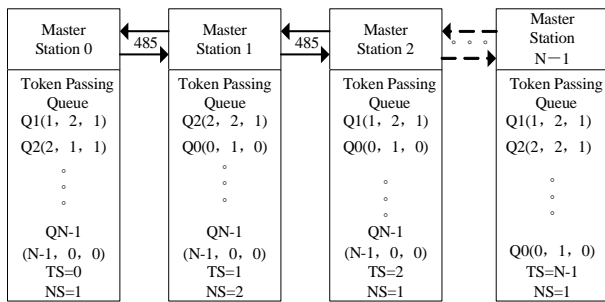 Master
Station 0
485
Master
Station 1
485
Master
Station 2
。 。 。
Master
Station
N－1
Token Passing
Queue
Q1(1，2，1)
Q2(2，1，1)
。
。
。
QN-1
(N-1，0，0)
TS=0
NS=1
Token Passing
Queue
Q2(2，2，1)
Q0(0，1，0)
。
。
。
QN-1
(N-1，0，0)
TS=1
NS=2
Token Passing
Queue
Q1(1，2，1)
Q0(0，1，0)
。
。
。
QN-1
(N-1，0，0)
TS=2
NS=1
Token Passing
Queue
Q1(1，2，1)
Q2(2，2，1)
。
。
。
Q0(0，1，0)
TS=N-1
NS=1